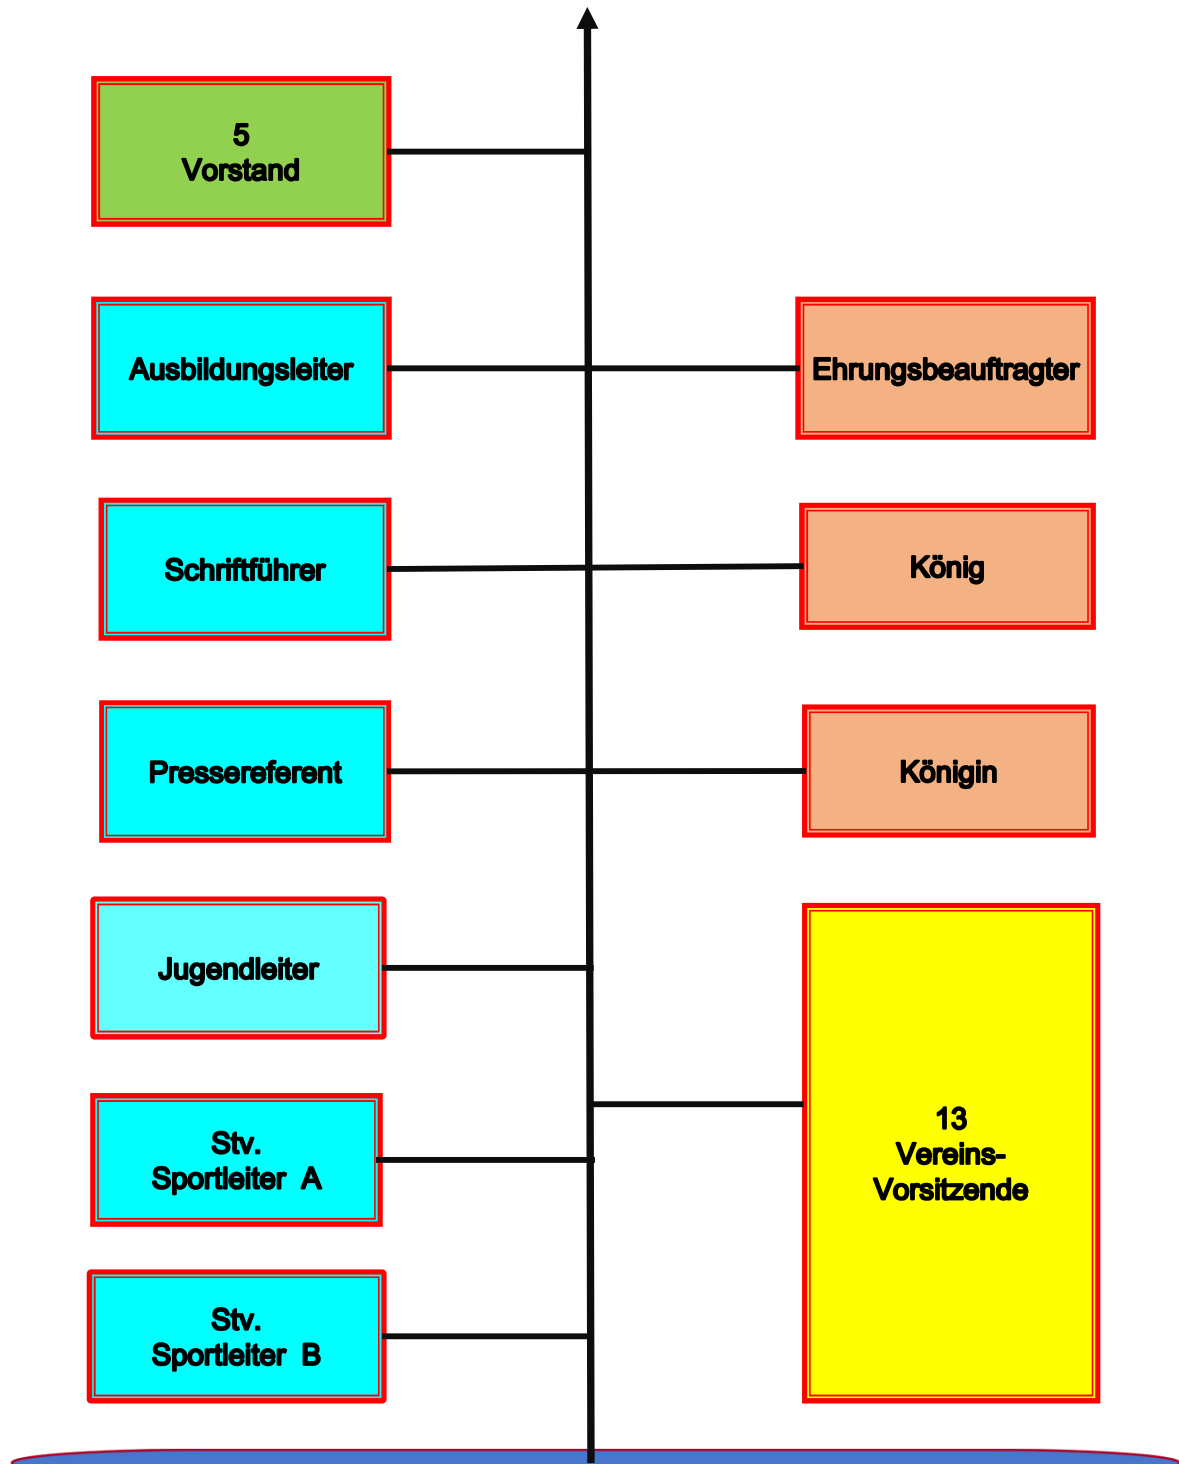 5
Vorstand
Ausbildungsleiter
Ehrungsbeauftragter
Schriftführer
König
Pressereferent
Königin
Jugendleiter
Stv.
Sportleiter A
13
Vereins-
Vorsitzende
Stv.
Sportleiter B